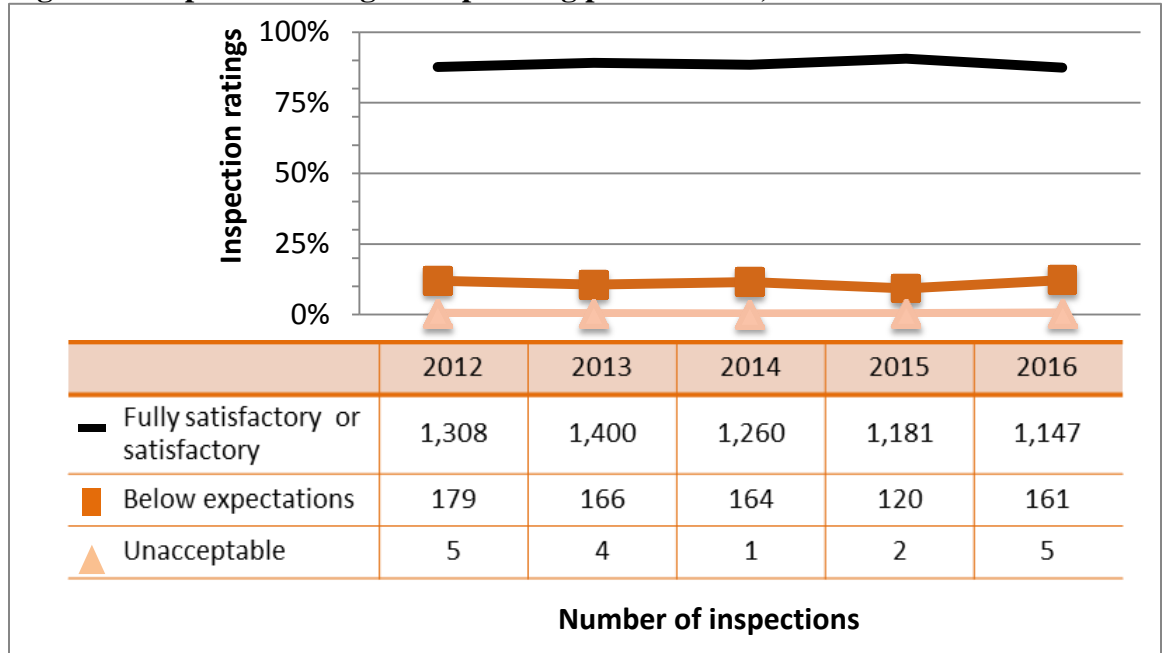 100%
75%
50%
25%
0%
Inspection ratings
2012 2013 2014 2015 2016
Fully satisfactory or
satisfactory
1,308 1,400 1,260 1,181 1,147
Below expectations 179 166 164 120 161
Unacceptable 5 4 1 2 5
Number of inspections